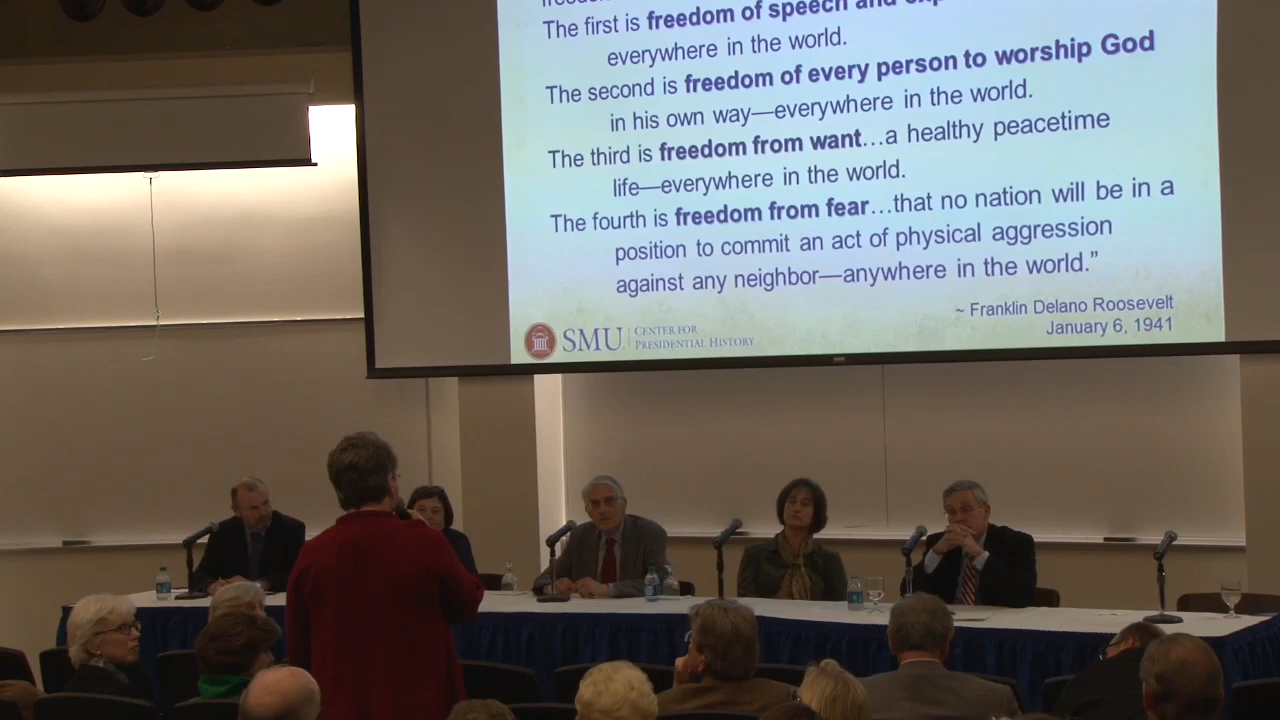 The first is freedom of speech and
everywhere in the world.
The second is freedom of every person to worship God
in his own way—everywhere in the world.
The third is freedom from want…a healthy peacetime
life—everywhere in the world.
The fourth is freedom from fear…that no nation will be in a
position to commit an act of physical aggression
against any neighbor—anywhere in the world.”
~ Franklin Delano Roosevelt
January 6, 1941
SMU
CENTER FOR
PRESIDENTIAL HISTORY